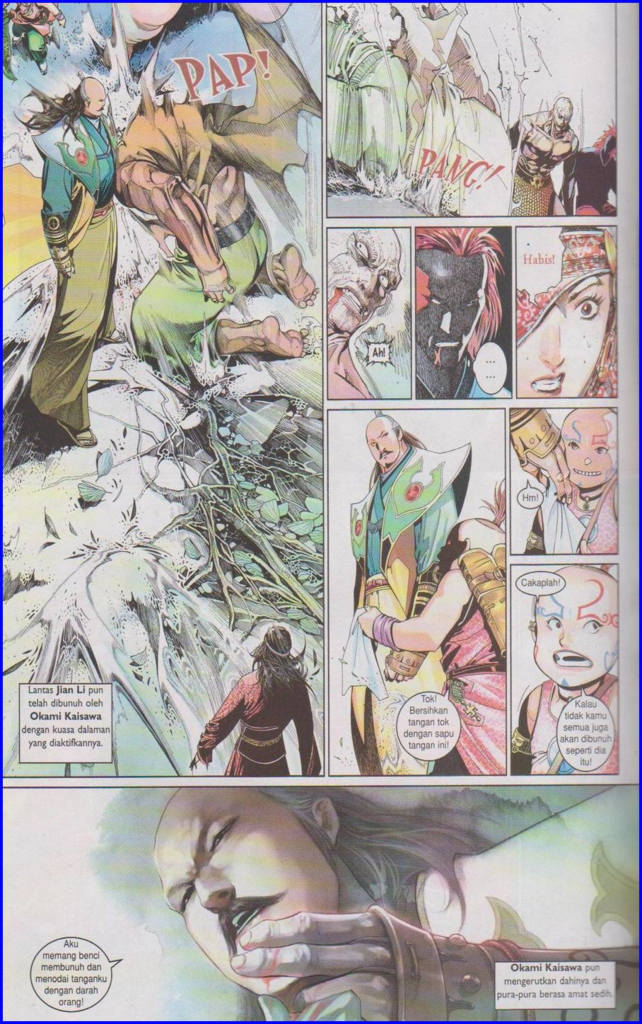 PAP!
PANG!
Ah!
...
...
Habis!
Lantas Jian Li pun
telah dibunuh oleh
Okami Kaisawa
dengan kuasa dalaman
yang diaktifkannya.
Tok!
Bersihkan
tangan tok
dengan sapu
tangan ini!
Hm!
Cakaplah!
Kalau
tidak kamu
semua juga
akan dibunuh
seperti dia
itu!
Aku
memang benci
membunuh dan
menodai tanganku
dengan darah
orang!
Okami Kaisawa pun
mengerutkan dahinya dan
pura-pura berasa amat sedih.